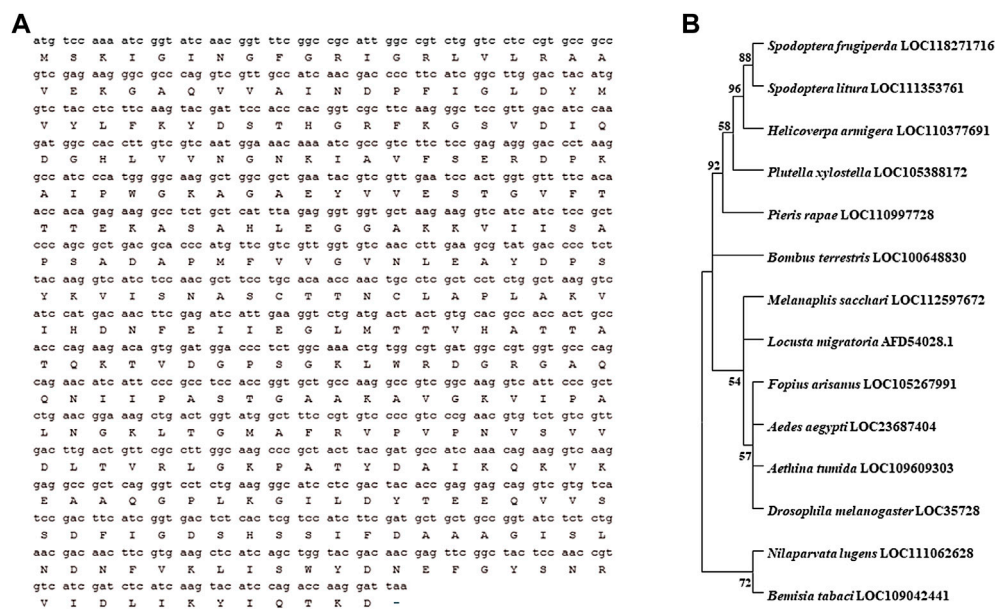 A
atg tcc aaa atc ggt atc aac ggt ttc ggc cgc att ggc cgt ctg gtc ctc cgt gcc gcc
M S K I G I N G F G R I G R L V L R A A
gtc gag aag ggc gcc cag gtc gtt gcc atc aac gac ccc ttc atc ggc ttg gac tac atg
V E K G A Q V V A I N D P F I G L D Y M
gtc tac ctc ttc aag tac gat tcc acc cac ggt cgc ttc aag ggc tcc gtt gac atc caa
V Y L F K Y D S T H G R F K G S V D I Q
gat ggc cac ctt gtc gtc aat gga aac aaa atc gcc gtc ttc tcc gag agg gac cct aag
D G H L V V N G N K I A V F S E R D P K
gcc atc cca tgg ggc aag gct ggc gct gaa tac gtc gtt gaa tcc act ggt gtt ttc aca
A I P W G K A G A E Y V V E S T G V F T
acc aca gag aag gcc tct gct cat tta gag ggt ggt gct aag aag gtc atc atc tcc gct
T T E K A S A H L E G G A K K V I I S A
ccc agc gct gac gca ccc atg ttc gtc gtt ggt gtc aac ctt gaa gcg tat gac ccc tct
P S A D A P M F V V G V N L E A Y D P S
tac aag gtc atc tcc aac gct tcc tgc aca acc aac tgc ctc gct cct ctg gct aag gtc
Y K V I S N A S C T T N C L A P L A K V
atc cat gac aac ttc gag atc att gaa ggt ctg atg act act gtg cac gcc acc act gcc
I H D N F E I I E G L M T T V H A T T A
acc cag aag aca gtg gat gga ccc tct ggc aaa ctg tgg cgt gat ggc cgt ggt gcc cag
T Q K T V D G P S G K L W R D G R G A Q
cag aac atc att ccc gcc tcc acc ggt gct gcc aag gcc gtc ggc aag gtc att ccc gct
Q N I I P A S T G A A K A V G K V I P A
ctg aac gga aag ctg act ggt atg gct ttc cgt gtc ccc gtc ccg aac gtg tct gtc gtt
L N G K L T G M A F R V P V P N V S V V
gac ttg act gtt cgc ctt ggc aag ccc gct act tac gat gcc atc aaa cag aag gtc aag
D L T V R L G K P A T Y D A I K Q K V K
gag gcc gct cag ggt cct ctg aag ggc atc ctc gac tac acc gag gag cag gtc gtg tca
E A A Q G P L K G I L D Y T E E Q V V S
tcc gac ttc atc ggt gac tct cac tcg tcc atc ttc gat gct gct gcc ggt atc tct ctg
S D F I G D S H S S I F D A A A G I S L
aac gac aac ttc gtg aag ctc atc agc tgg tac gac aac gag ttc ggc tac tcc aac cgt
N D N F V K L I S W Y D N E F G Y S N R
gtc atc gat ctc atc aag tac atc cag acc aag gat taa
V I D L I K Y I Q T K D -
B
Spodoptera frugiperda LOC118271716
88
Spodoptera litura LOC111353761
96
Helicoverpa armigera LOC110377691
58
Plutella xylostella LOC105388172
92
Pieris rapae LOC110997728
Bombus terrestris LOC100648830
Melanaphis sacchari LOC112597672
Locusta migratoria AFD54028.1
54
Fopius arisanus LOC105267991
Aedes aegypti LOC23687404
57
Aethina tumida LOC109609303
Drosophila melanogaster LOC35728
Nilaparvata lugens LOC111062628
72
Bemisia tabaci LOC109042441